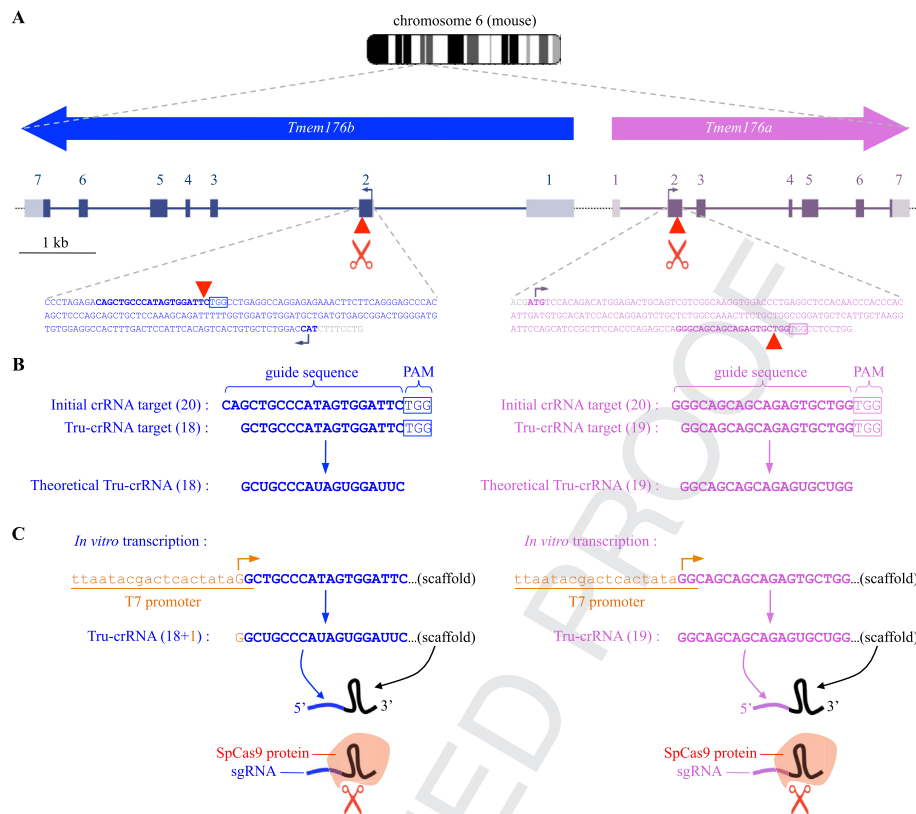 A
chromosome 6 (mouse)
Tmem176b
Tmem176a
7 6 5 4 3 2 1
1 2 3 4 5 6 7
1 kb
CCCTAGAGACAGCTGCCCATAGTGGATTCTGGCCTGAGGCCAGGAGAGAAACTTCTTCAGGGAGCCCAC
AGCTCCCAGCAGCTGCTCCAAAGCAGATTTTTGGTGGATGTGGATGCTGATGTGAGCGGACTGGGGATG
TGTGGAGGCCATTTGACTCCATTCACAGTCACTGTGCTCTGGACCATCTTCCTG
ACGATGTCCACAGACATGGAGACTGCAGTCGTCGGCAAGGTGGACCCTGAGGCTCCACAACCCACCCAC
ATTGATGTGCACATCCACCAGGAGTCTGCTCTGGCCAAACTTCTGCTGGCCGGATGCTCATTGCTAAGG
ATTCCAGCATCCGCTTCCACCCAGAGCCAGGGCAGCAGCAGAGTGCTGGTGGCCTCCTGG
B
guide sequence PAM
Initial crRNA target (20) : CAGCTGCCCATAGTGGATTCTGG
Tru-crRNA target (18) : GCTGCCCATAGTGGATTCTGG
Theoretical Tru-crRNA (18) : GCUGCCCAUAGUGGAUUC
guide sequence PAM
Initial crRNA target (20) : GGGCAGCAGCAGAGTGCTGGTGG
Tru-crRNA target (19) : GGCAGCAGCAGAGTGCTGGTGG
Theoretical Tru-crRNA (19) : GGCAGCAGCAGAGUGCUGG
C
In vitro transcription :
ttaatacgactcactataGGCTGCCCATAGTGGATTC...(scaffold)
T7 promoter
Tru-crRNA (18+1) : GGCUGCCCAUAGUGGAUUC...(scaffold)
5’ 3’
SpCas9 protein
sgRNA
In vitro transcription :
ttaatacgactcactataGGCAGCAGCAGAGTGCTGG...(scaffold)
T7 promoter
Tru-crRNA (19) : GGCAGCAGCAGAGUGCUGG...(scaffold)
5’ 3’
SpCas9 protein
sgRNA
ED PROOF